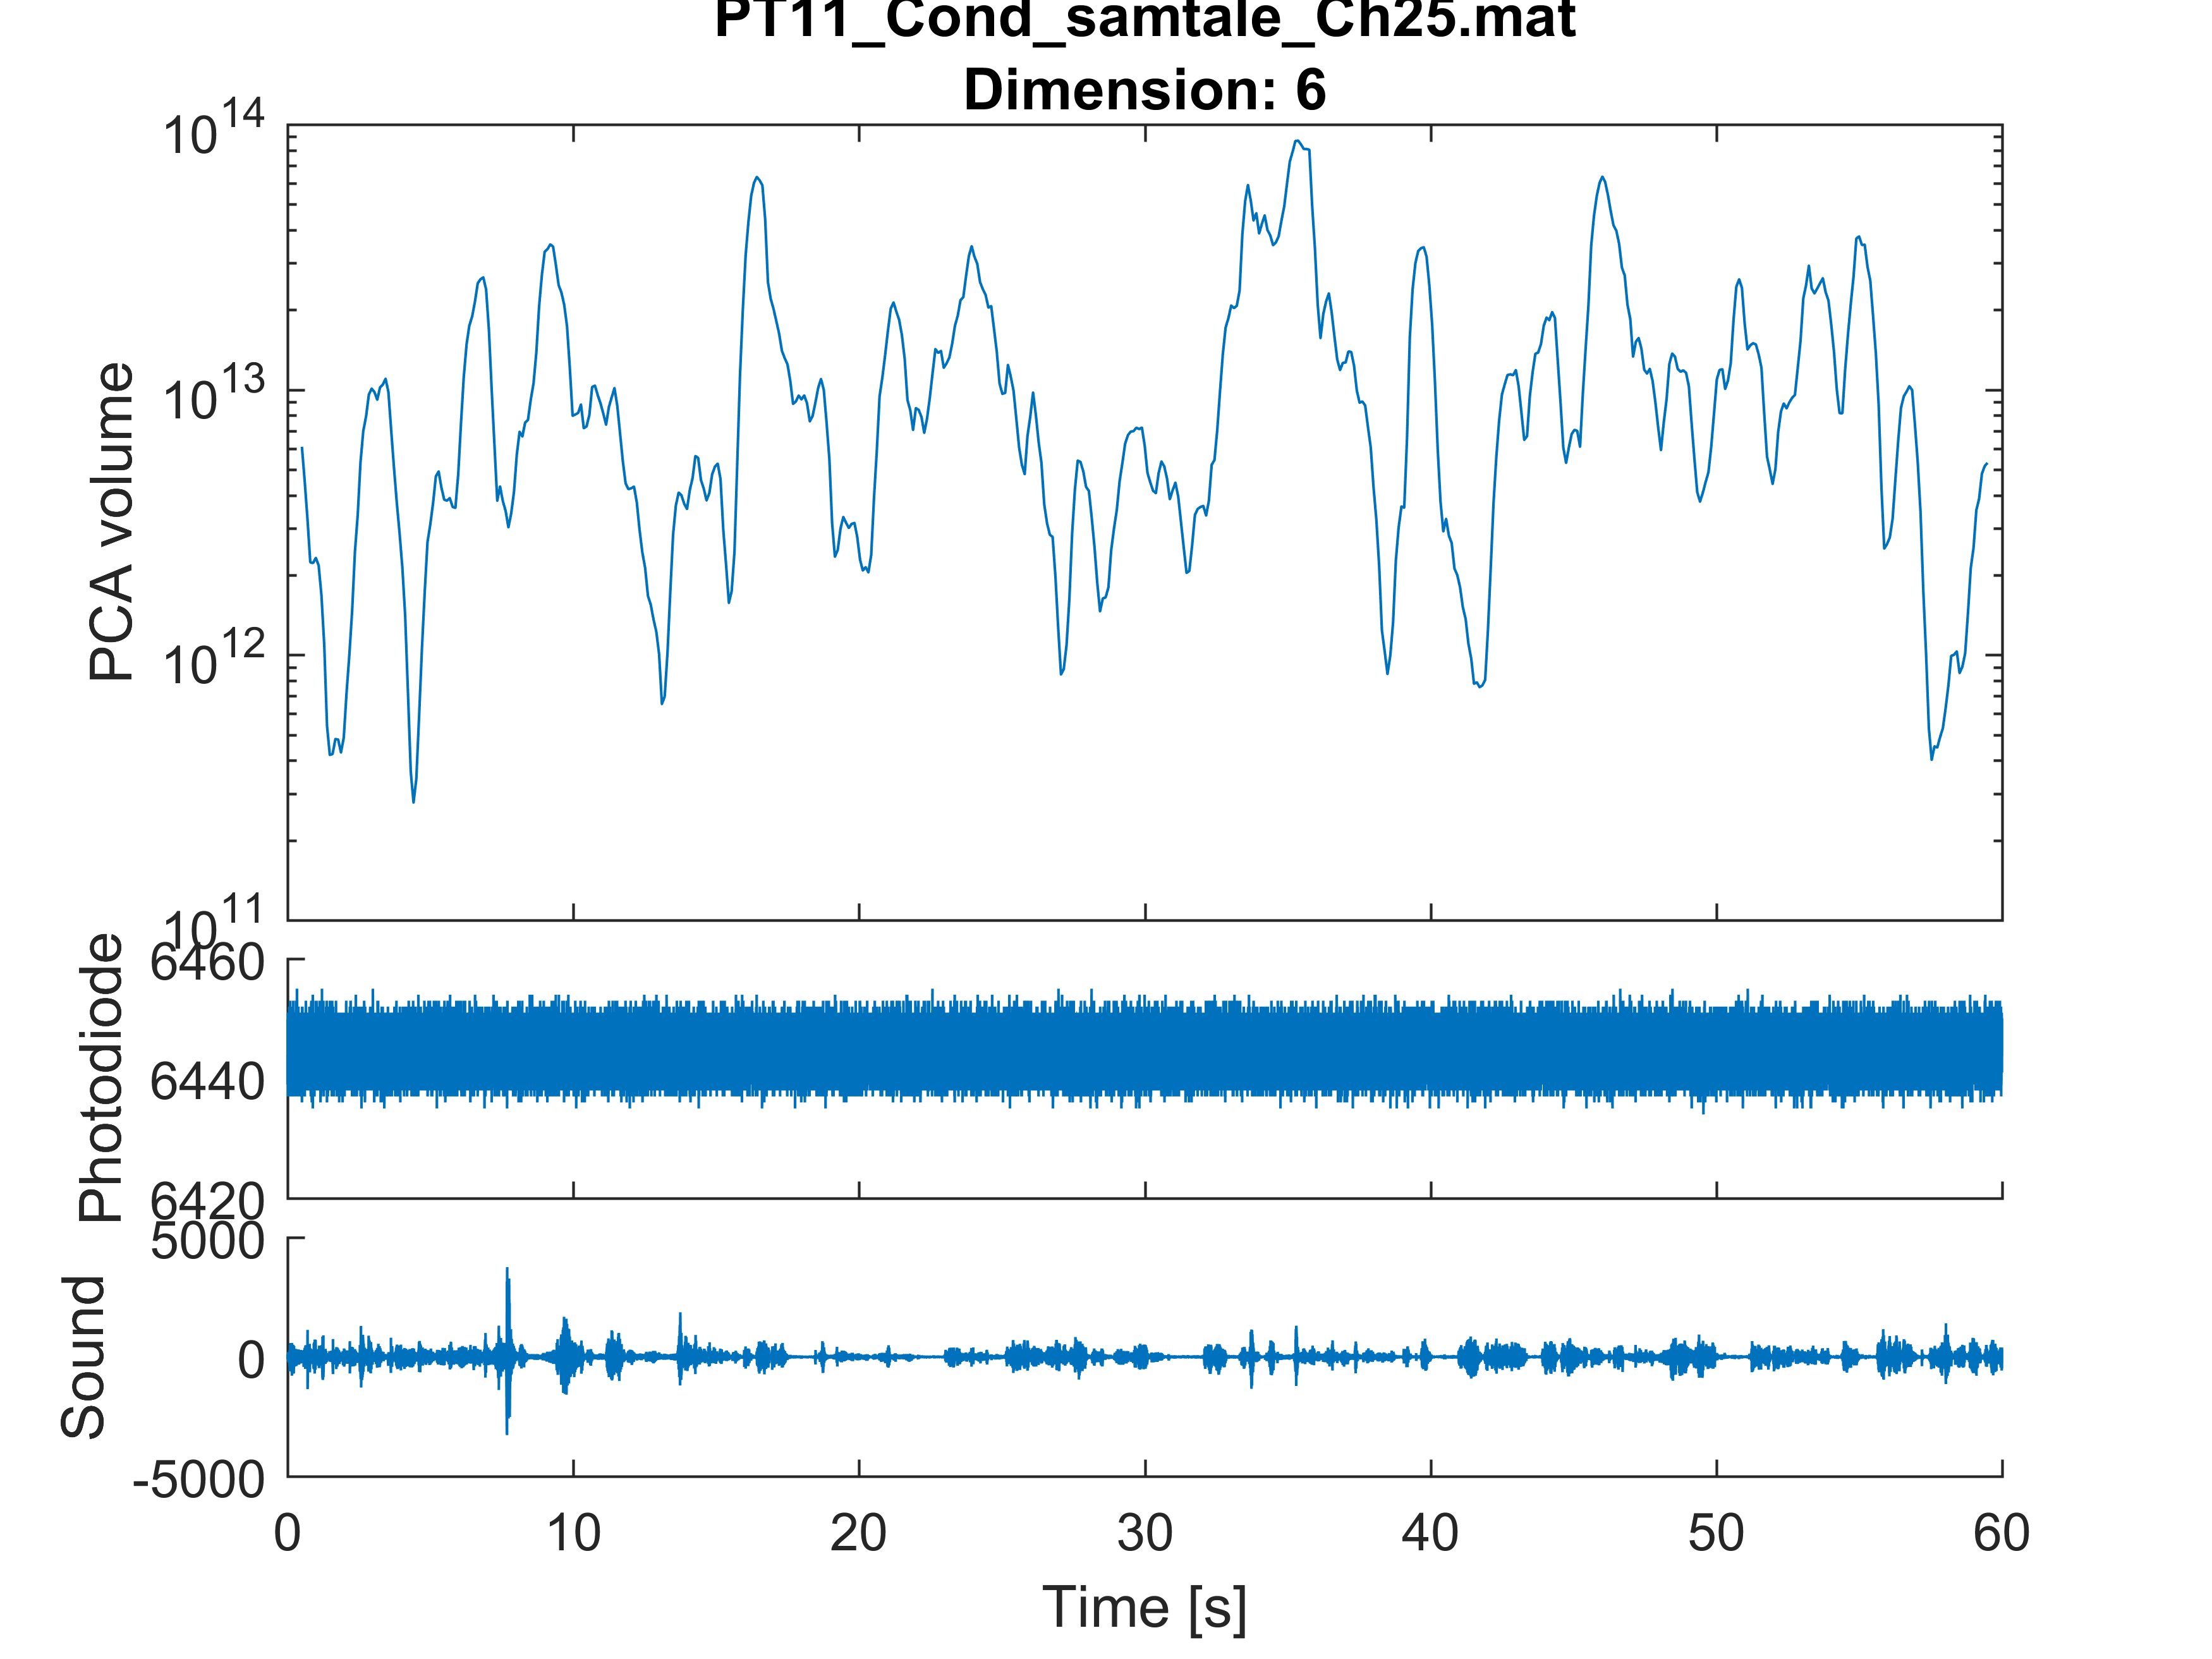 PT11_Cond_samtale_Ch25.mat
Dimension: 6
10^14
10^13
10^12
10^11
PCA volume
6460
6440
6420
Photodiode
5000
0
-5000
Sound
0 10 20 30 40 50 60
Time [s]